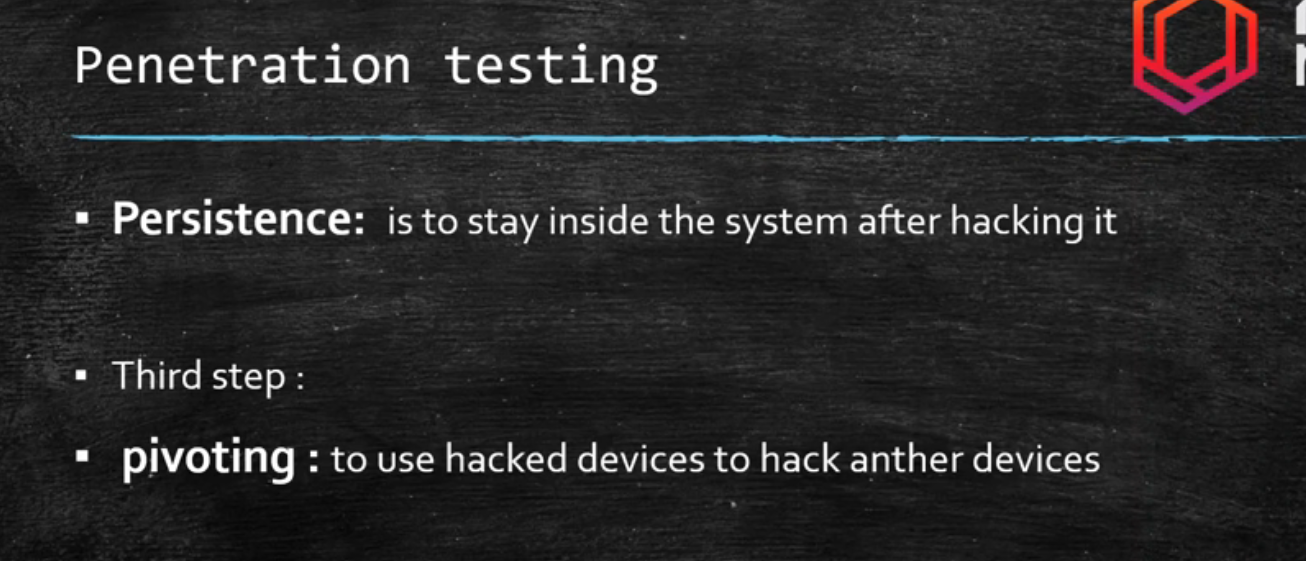 Penetration testing
▪ Persistence: is to stay inside the system after hacking it
▪ Third step :
▪ pivoting : to use hacked devices to hack anther devices